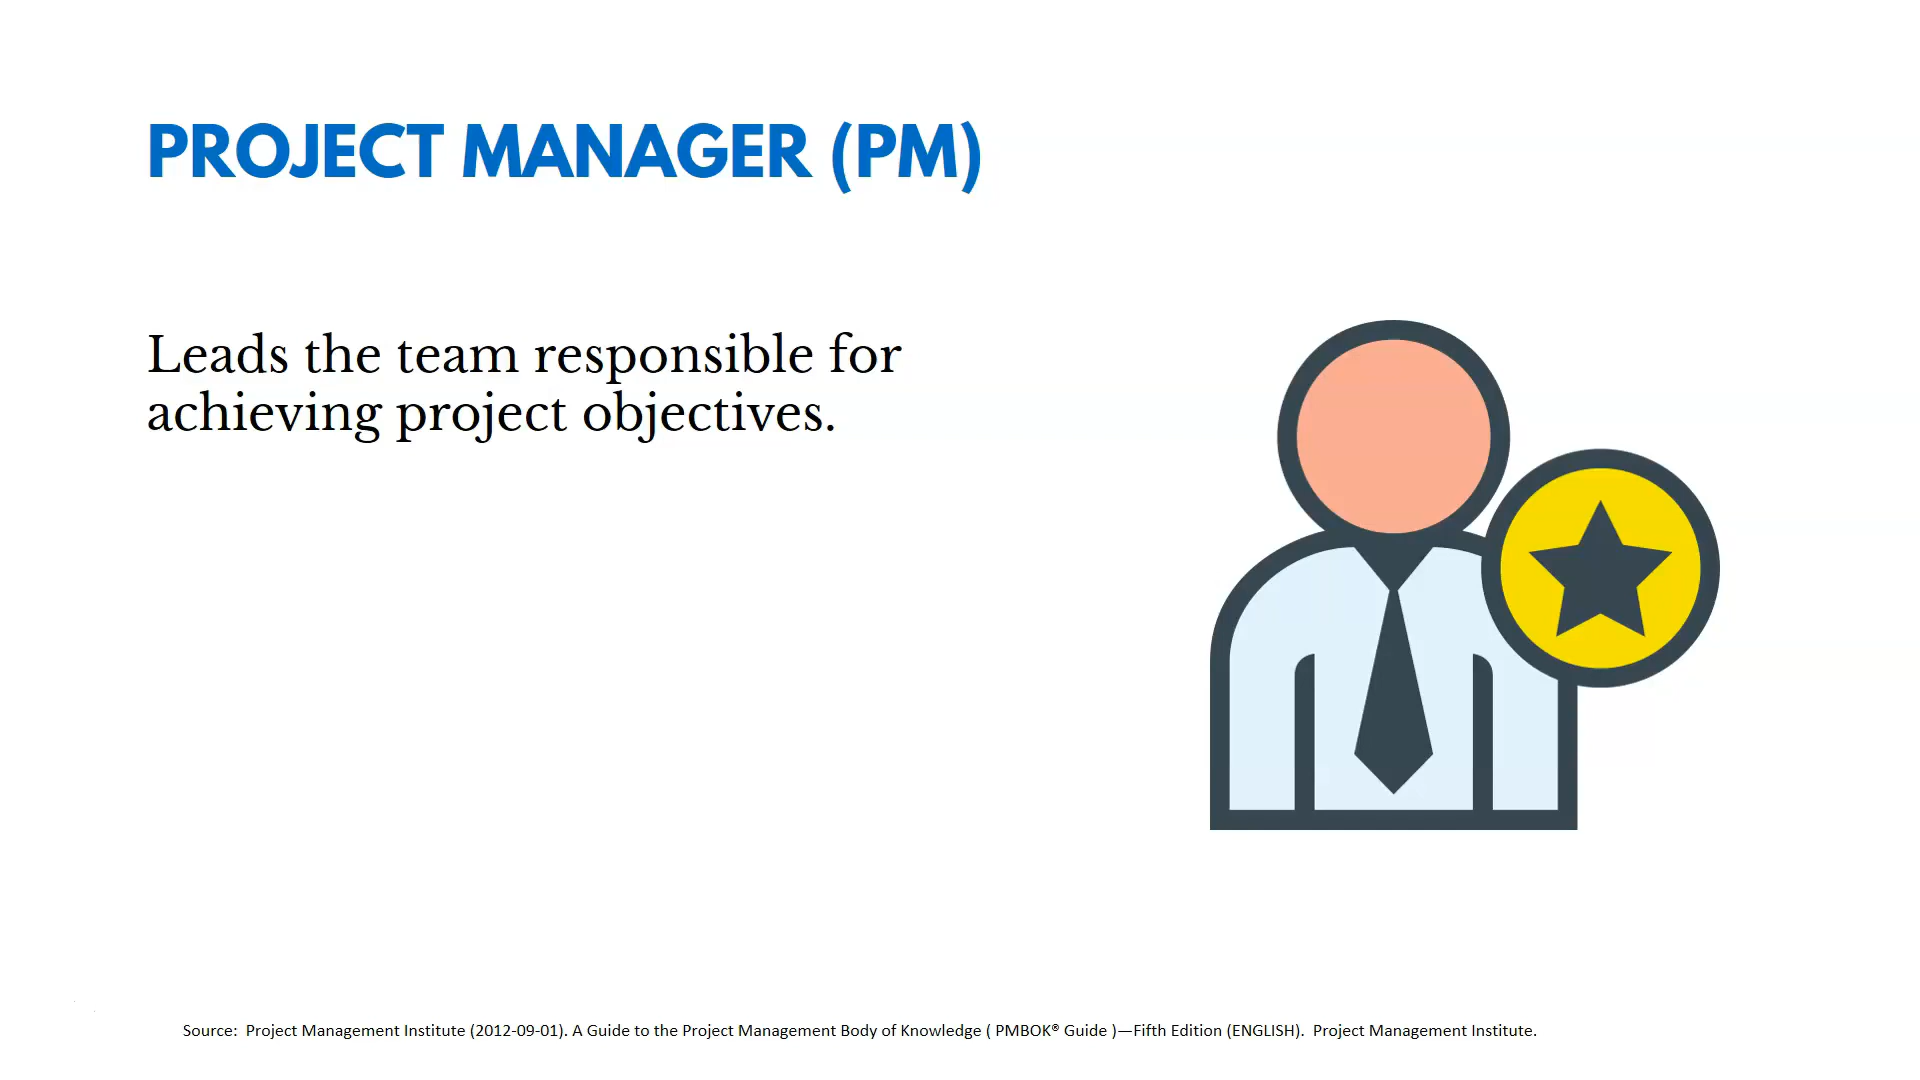 PROJECT MANAGER (PM)
Leads the team responsible for
achieving project objectives.
Source:  Project Management Institute (2012-09-01). A Guide to the Project Management Body of Knowledge ( PMBOK® Guide )—Fifth Edition (ENGLISH).  Project Management Institute.